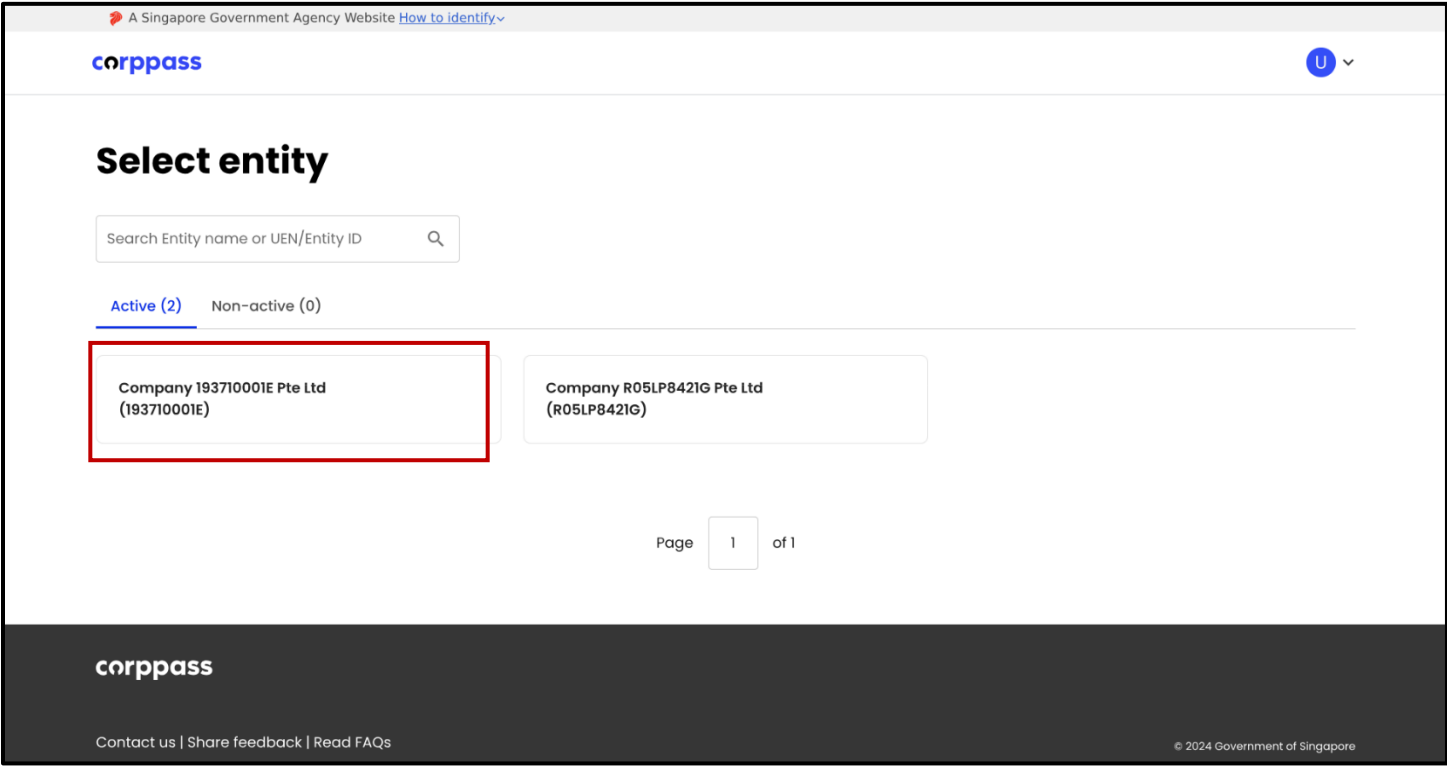 A Singapore Government Agency Website How to identify
corppass
U
Select entity
Search Entity name or UEN/Entity ID
Active (2) Non-active (0)
Company 193710001E Pte Ltd
(193710001E)
Company R05LP8421G Pte Ltd
(R05LP8421G)
Page 1 of 1
corppass
Contact us | Share feedback | Read FAQs
© 2024 Government of Singapore